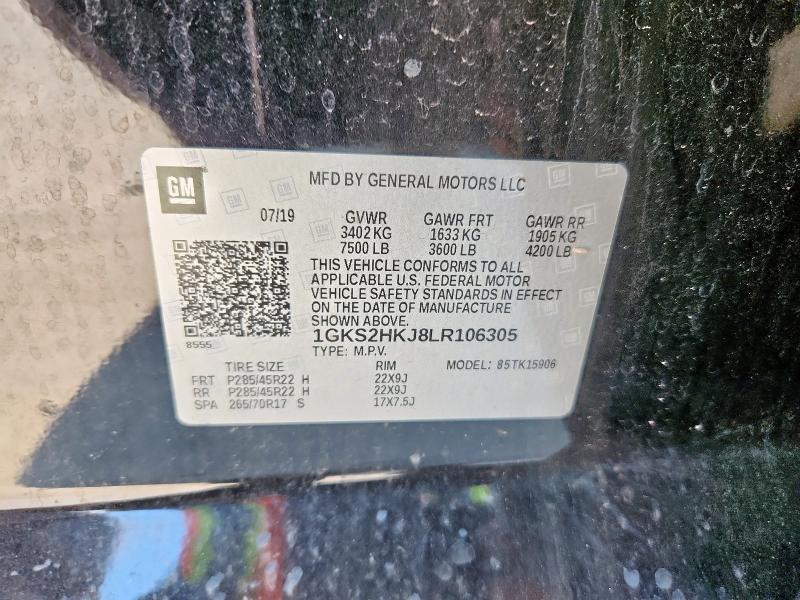 GM
MFD BY GENERAL MOTORS LLC
07/19 GVWR GAWR FRT GAWR RR
3402 KG 1633 KG 1905 KG
7500 LB 3600 LB 4200 LB
THIS VEHICLE CONFORMS TO ALL
APPLICABLE U.S. FEDERAL MOTOR
VEHICLE SAFETY STANDARDS IN EFFECT
ON THE DATE OF MANUFACTURE
SHOWN ABOVE.
8555
1GKS2HKJ8LR106305
TYPE: M.P.V. MODEL: 85TK15906
TIRE SIZE RIM
FRT P285/45R22 H 22X9J
RR P285/45R22 H 22X9J
SPA 265/70R17 S 17X7.5J